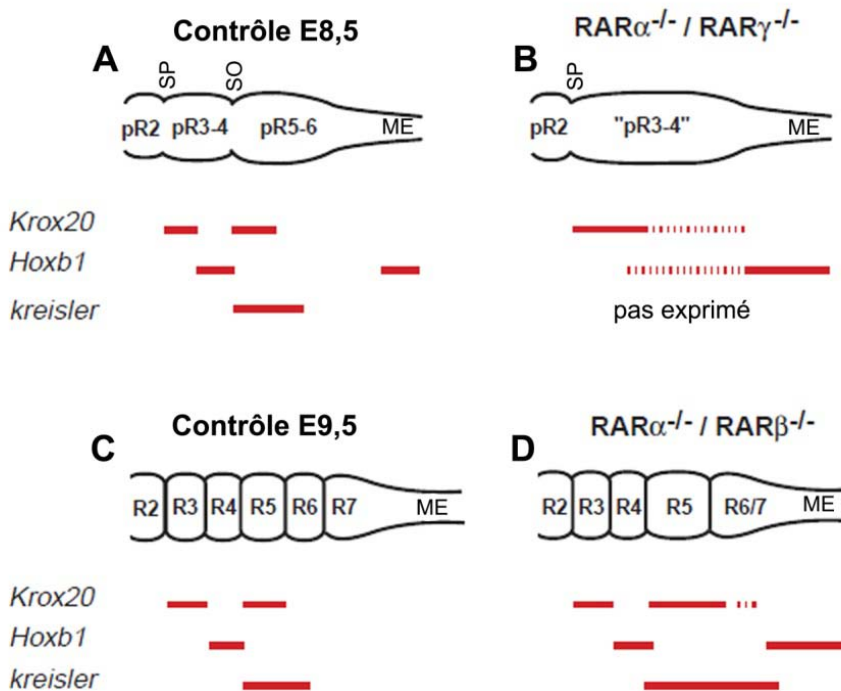 Contrôle E8,5
A
SP
SO
pR2 pR3-4 pR5-6 ME
RARα-/- / RARγ-/-
B
SP
pR2 "pR3-4" ME
Krox20
Hoxb1
kreisler
pas exprimé
Contrôle E9,5
C
R2 R3 R4 R5 R6 R7 ME
RARα-/- / RARβ-/-
D
R2 R3 R4 R5 R6/7 ME
Krox20
Hoxb1
kreisler